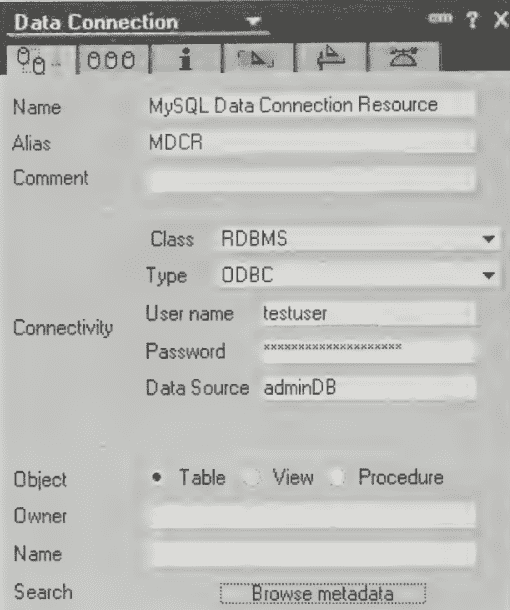 Data Connection ? X
i
Name MySQL Data Connection Resource
Alias MDCR
Comment
Class RDBMS
Type ODBC
Connectivity
User name testuser
Password ********************
Data Source adminDB
Object Table View Procedure
Owner
Name
Search Browse metadata